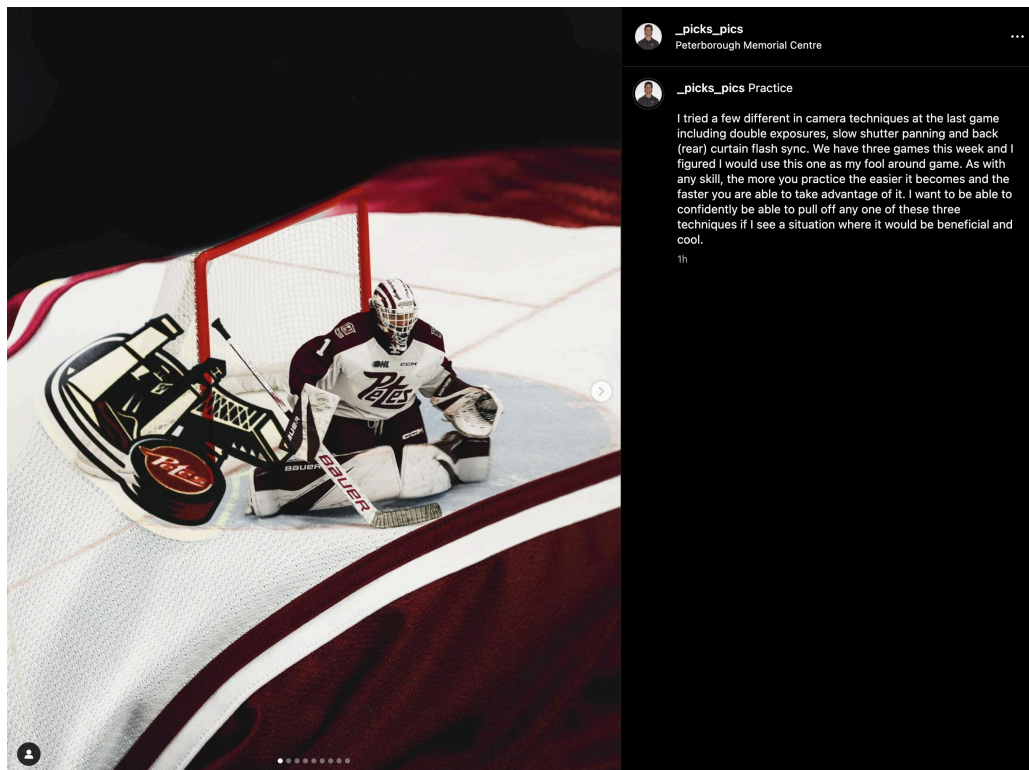 _picks_pics
Peterborough Memorial Centre
_picks_pics Practice
I tried a few different in camera techniques at the last game
including double exposures, slow shutter panning and back
(rear) curtain flash sync. We have three games this week and I
figured I would use this one as my fool around game. As with
any skill, the more you practice the easier it becomes and the
faster you are able to take advantage of it. I want to be able to
confidently be able to pull off any one of these three
techniques if I see a situation where it would be beneficial and
cool.
1h
1
OHL
CCM
Petes
BAUER
CCM
BAUER
BAUER
Petes